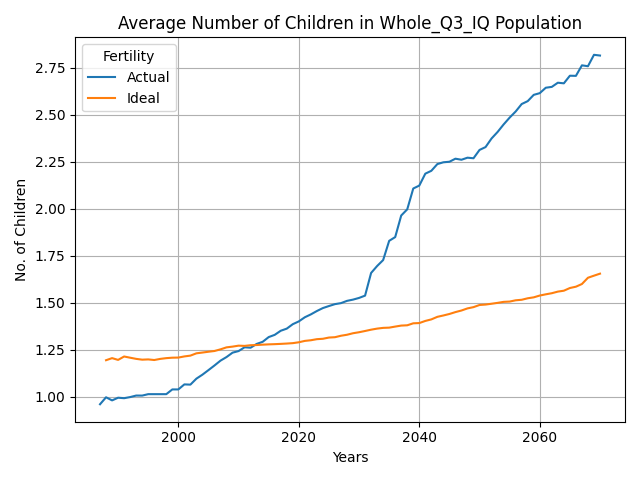 Average Number of Children in Whole_Q3_IQ Population
Fertility
Actual
Ideal
2.75
2.50
2.25
2.00
1.75
1.50
1.25
1.00
No. of Children
2000
2020
2040
2060
Years